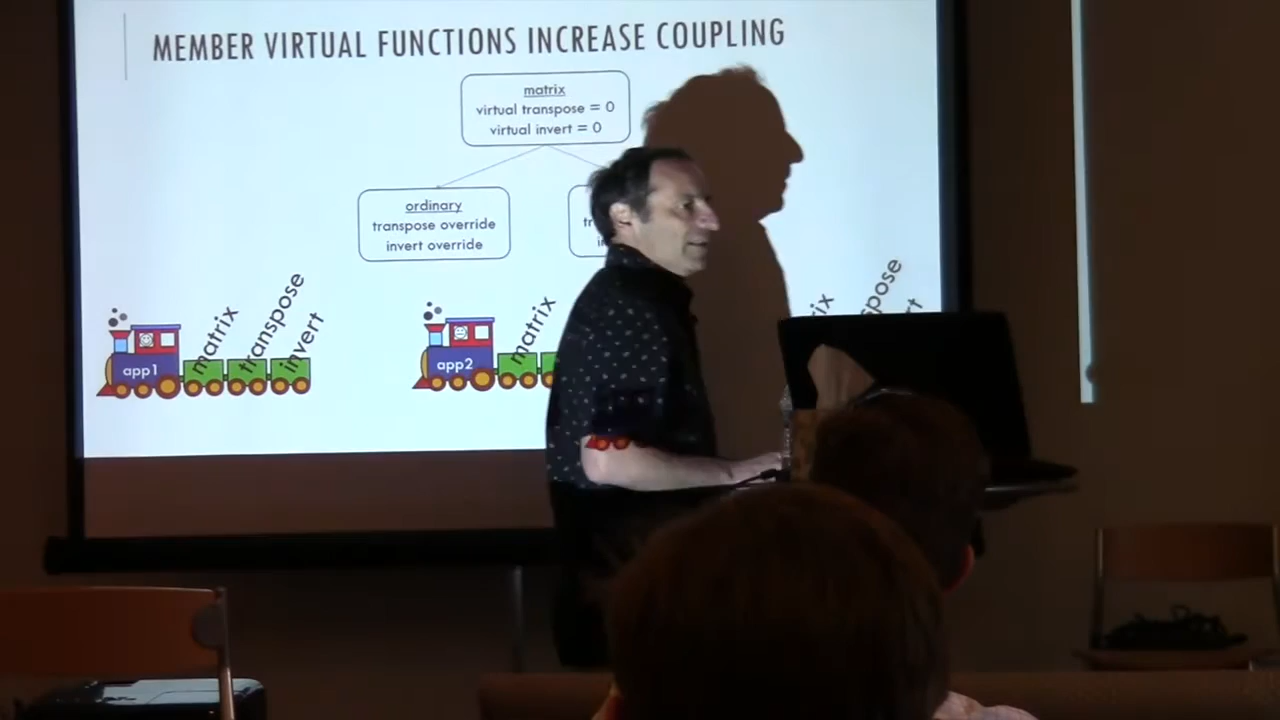 MEMBER VIRTUAL FUNCTIONS INCREASE COUPLING
matrix
virtual transpose = 0
virtual invert = 0
ordinary
transpose override
invert override
app1
matrix
transpose
invert
app2
matrix